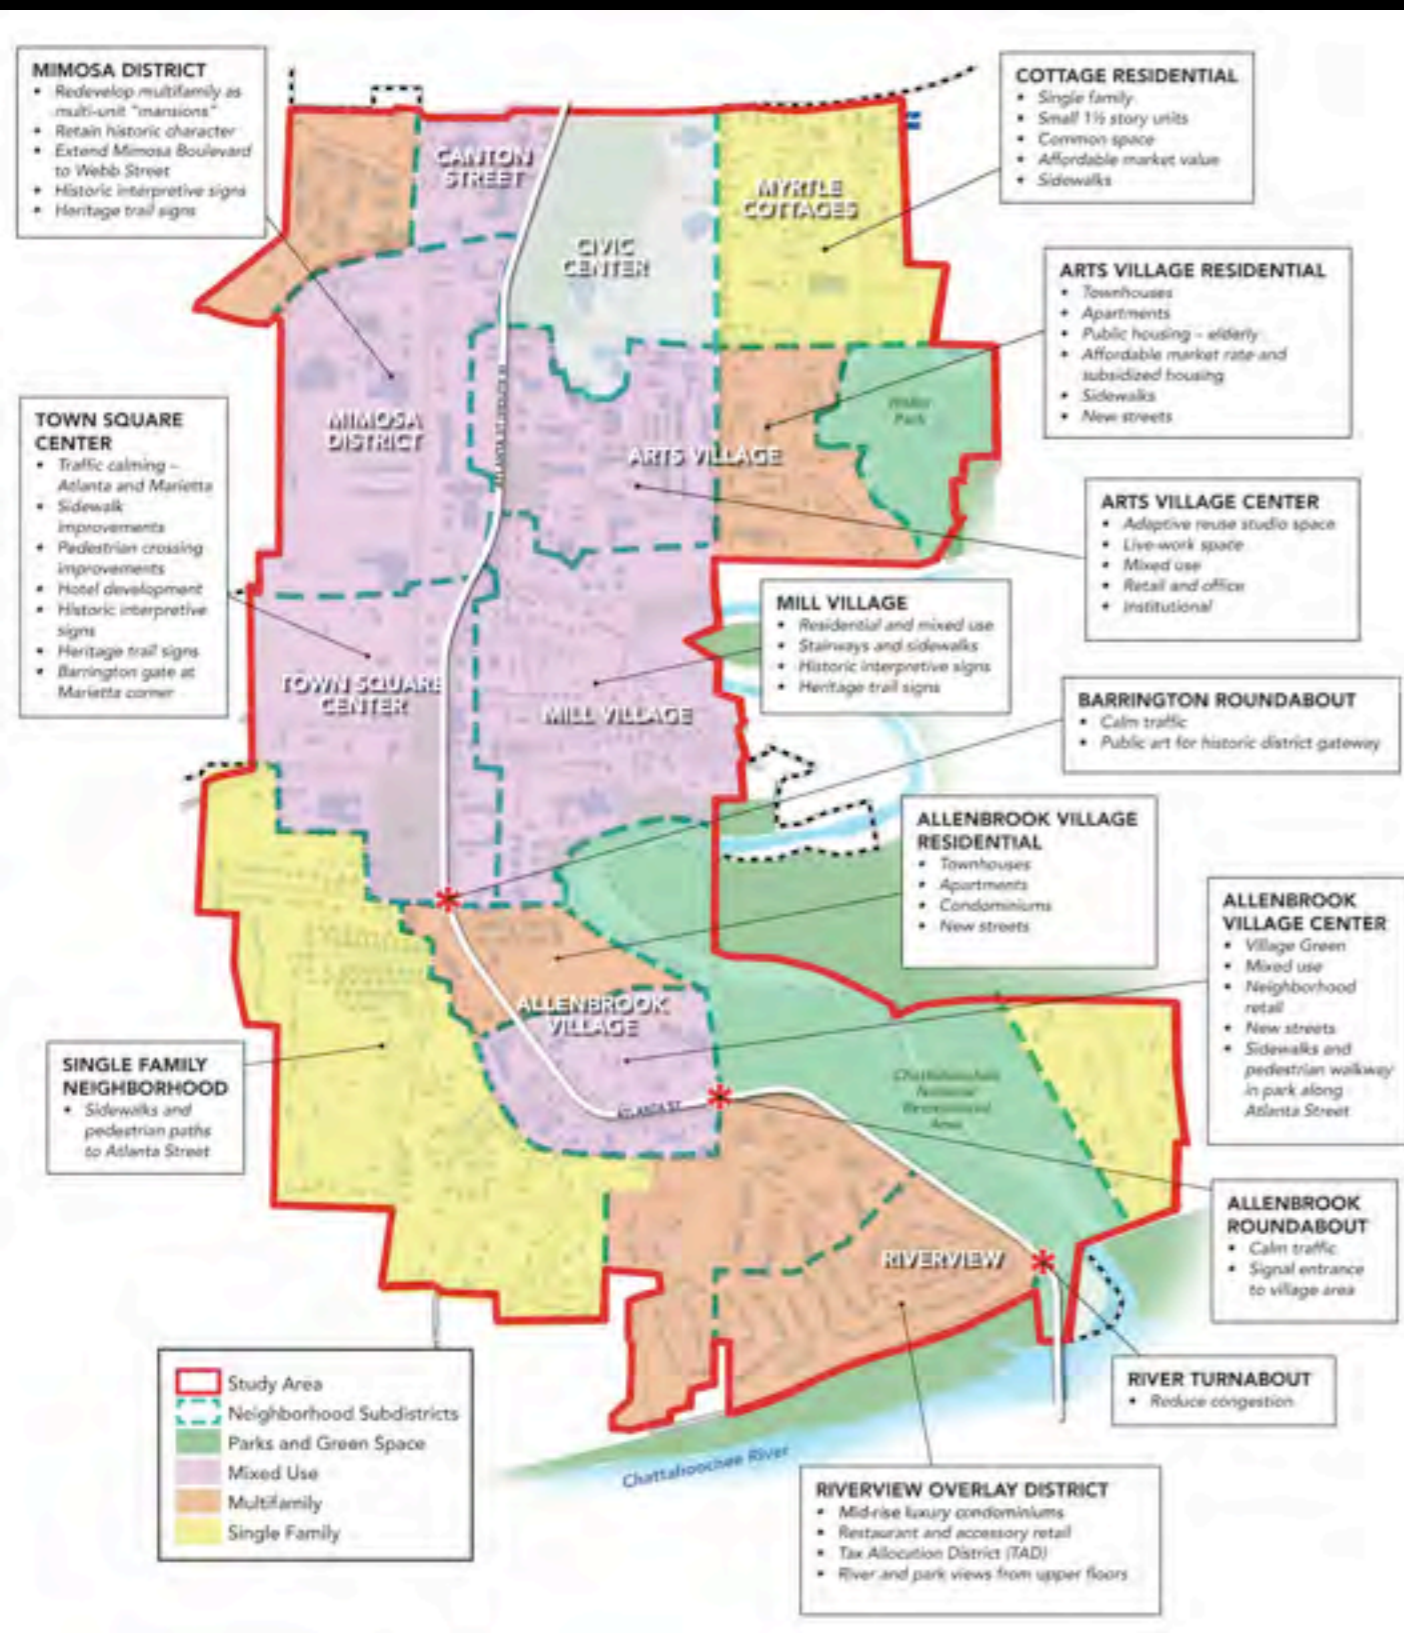 MIMOSA DISTRICT
• Redevelop multifamily as
multi-unit "mansions"
• Retain historic character
• Extend Mimosa Boulevard
to Webb Street
• Historic interpretive signs
• Heritage trail signs
COTTAGE RESIDENTIAL
• Single family
• Small 1½ story units
• Common space
• Affordable market value
• Sidewalks
CANTON
STREET
CIVIC
CENTER
MYRTLE
COTTAGES
ARTS VILLAGE RESIDENTIAL
• Townhouses
• Apartments
• Public housing – elderly
• Affordable market rate and
subsidized housing
• Sidewalks
• New streets
TOWN SQUARE
CENTER
• Traffic calming –
Atlanta and Marietta
• Sidewalk
improvements
• Pedestrian crossing
improvements
• Hotel development
• Historic interpretive
signs
• Heritage trail signs
• Barrington gate at
Marietta corner
MIMOSA
DISTRICT
ARTS VILLAGE
Park
ARTS VILLAGE CENTER
• Adaptive reuse studio space
• Live-work space
• Mixed use
• Retail and office
• Institutional
MILL VILLAGE
• Residential and mixed use
• Stairways and sidewalks
• Historic interpretive signs
• Heritage trail signs
TOWN SQUARE
CENTER
MILL VILLAGE
BARRINGTON ROUNDABOUT
• Calm traffic
• Public art for historic district gateway
ALLENBROOK VILLAGE
RESIDENTIAL
• Townhouses
• Apartments
• Condominiums
• New streets
ALLENBROOK
VILLAGE CENTER
• Village Green
• Mixed use
• Neighborhood
retail
• New streets
• Sidewalks and
pedestrian walkway
in park along
Atlanta Street
ALLENBROOK
VILLAGE
ATLANTA ST
Chattahoochee
National
Recreational
Area
SINGLE FAMILY
NEIGHBORHOOD
• Sidewalks and
pedestrian paths
to Atlanta Street
ALLENBROOK
ROUNDABOUT
• Calm traffic
• Signal entrance
to village area
RIVERVIEW
RIVER TURNABOUT
• Reduce congestion
Study Area
Neighborhood Subdistricts
Parks and Green Space
Mixed Use
Multifamily
Single Family
Chattahoochee River
RIVERVIEW OVERLAY DISTRICT
• Mid-rise luxury condominiums
• Restaurant and accessory retail
• Tax Allocation District (TAD)
• River and park views from upper floors